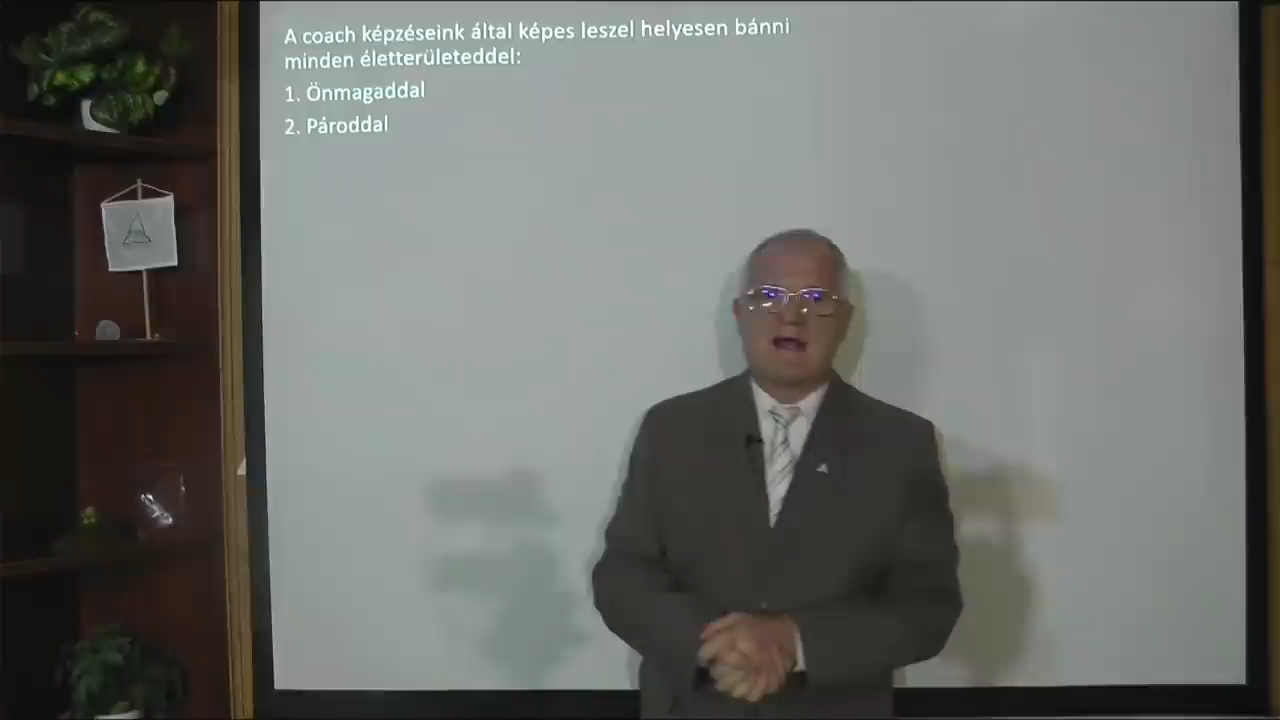 A coach képzéseink által képes leszel helyesen bánni
minden életterületeddel:
1. Önmagaddal
2. Pároddal